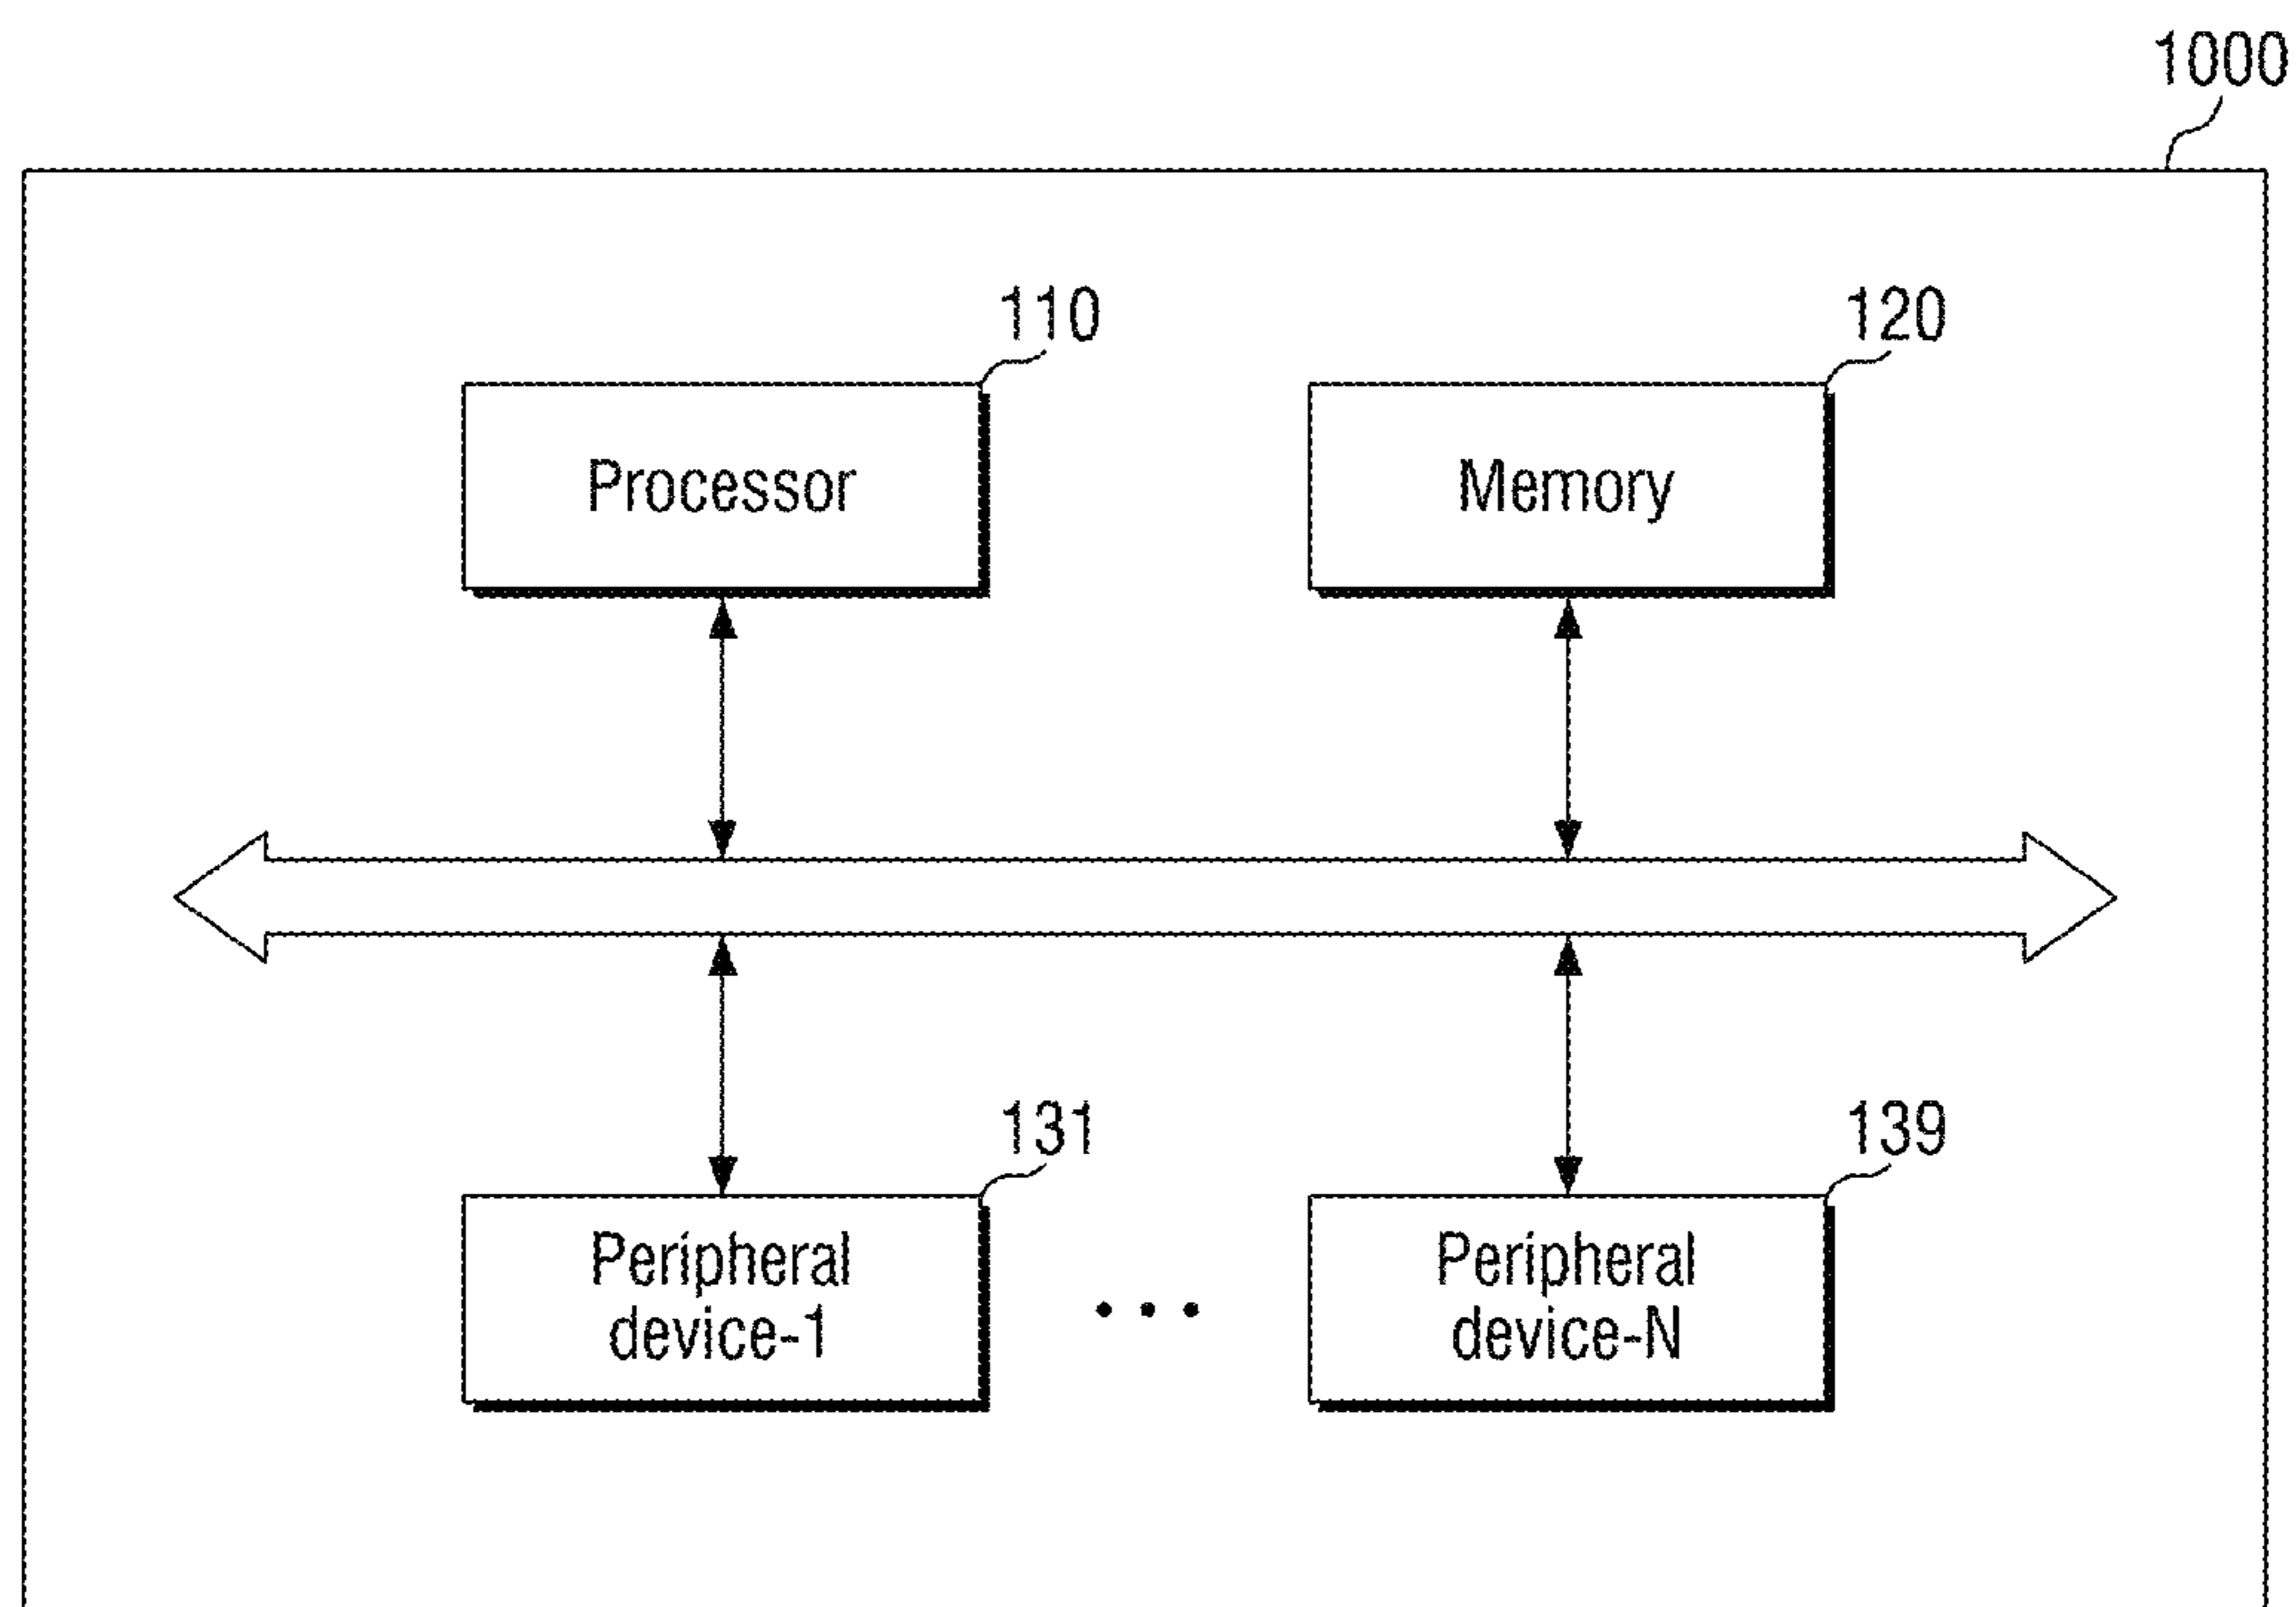 1000
110
120
Processor
Memory
131
139
Peripheral
device-1
• • •
Peripheral
device-N